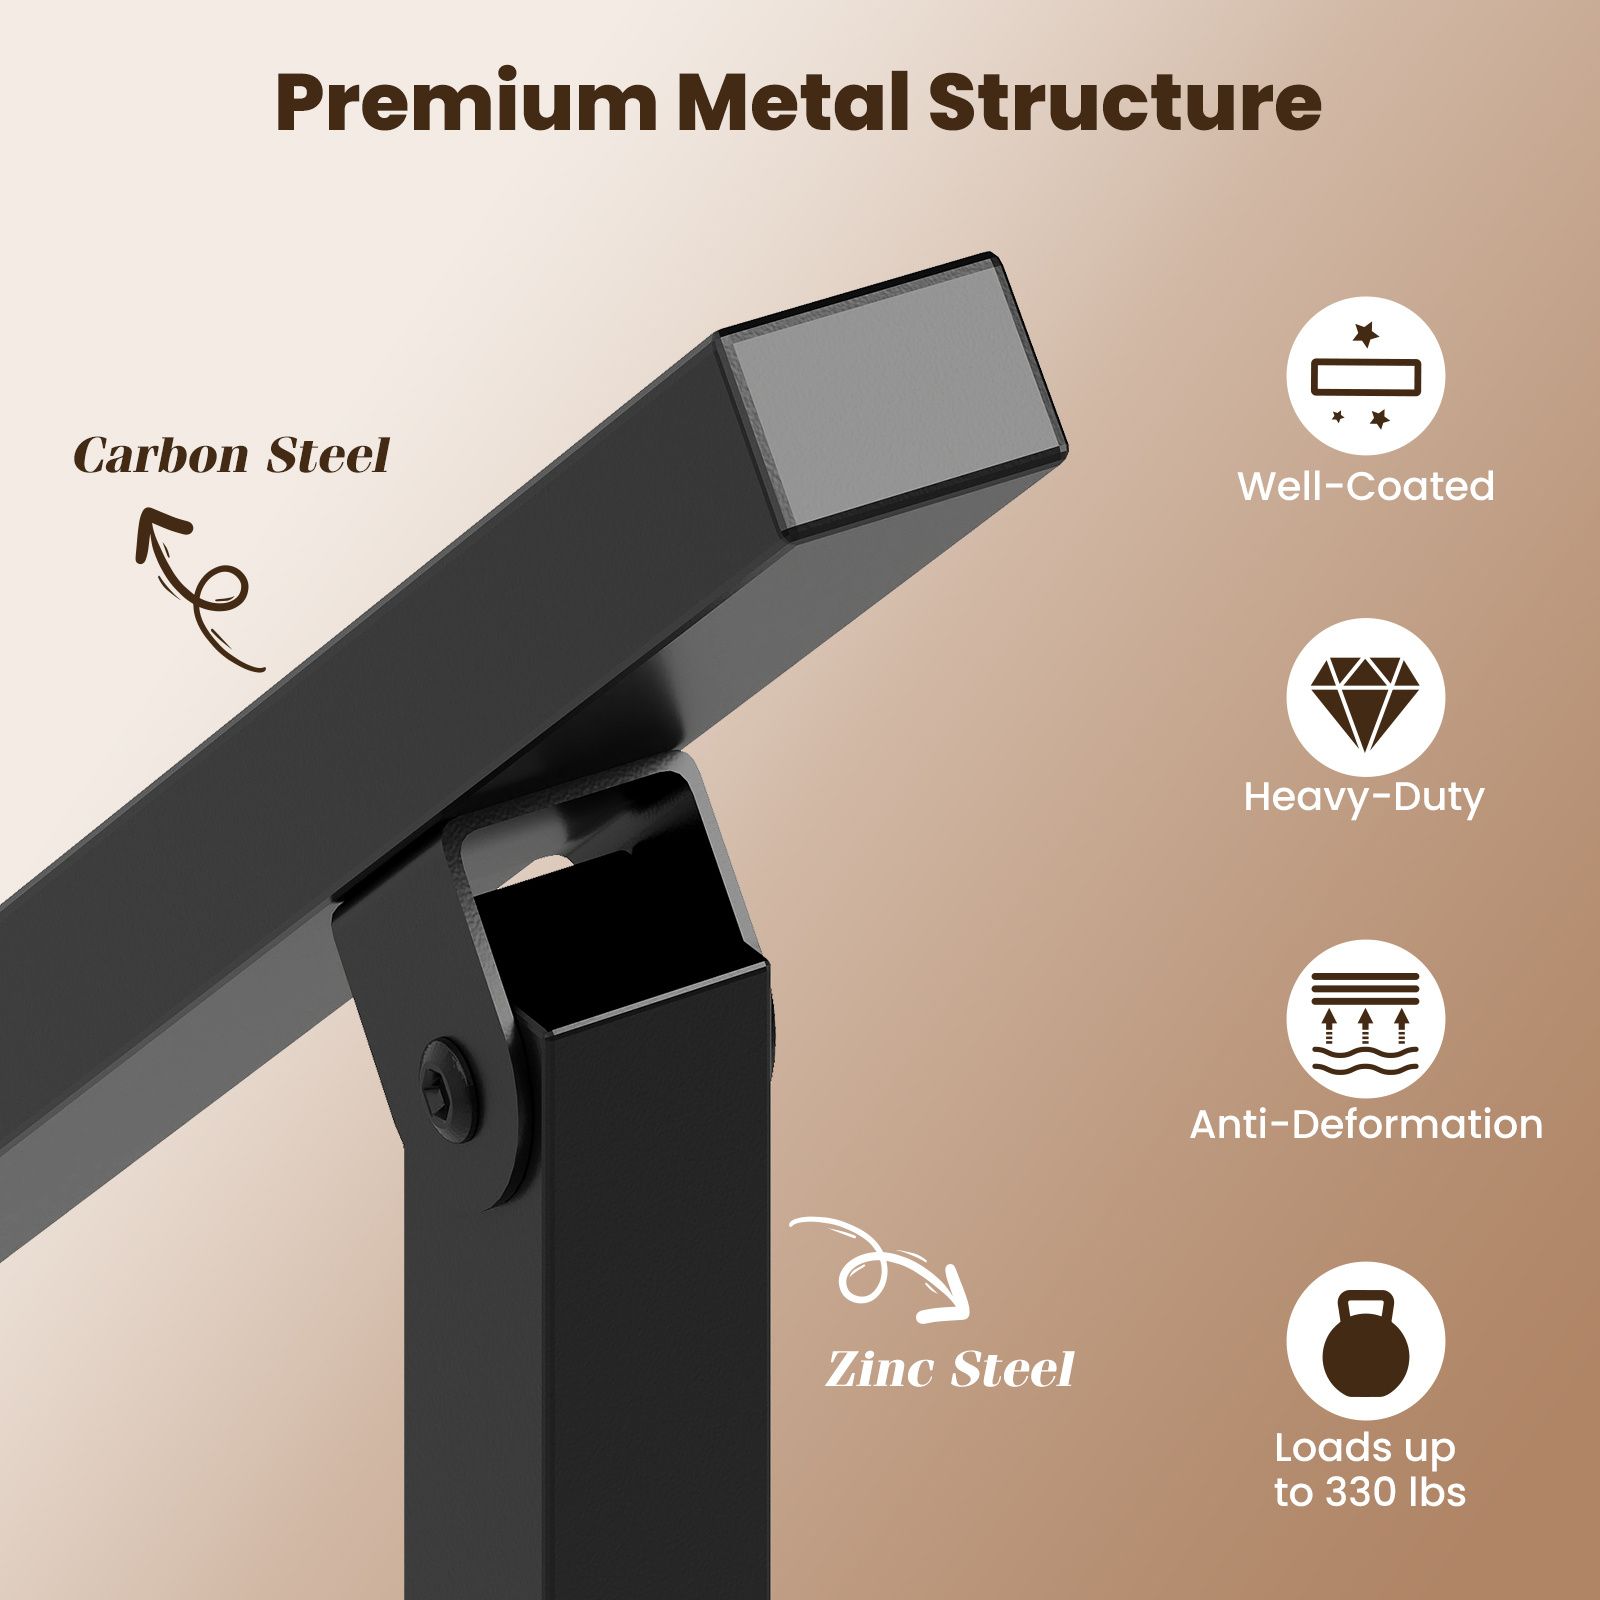 Premium Metal Structure
Carbon Steel
Well-Coated
Heavy-Duty
Anti-Deformation
Zinc Steel
Loads up
to 330 lbs